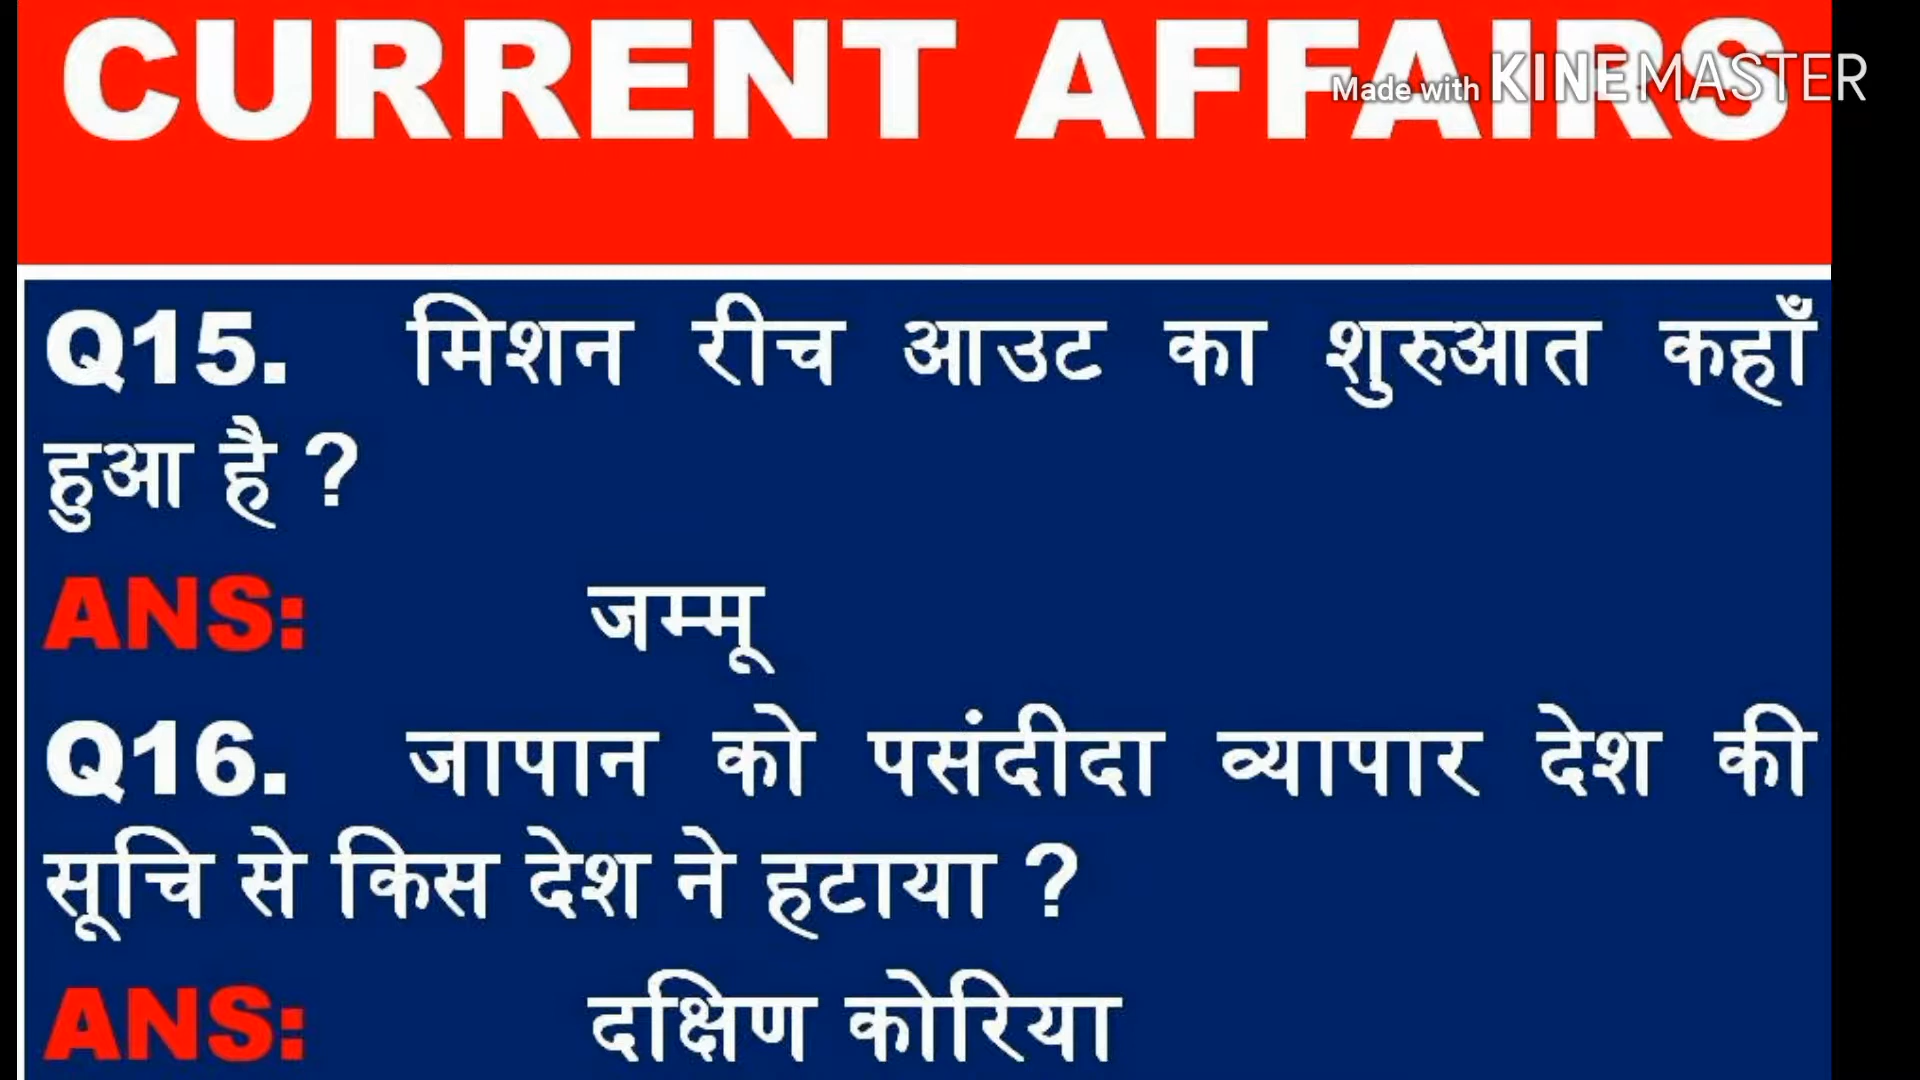 CURRENT AFFAIRS
Made with KINEMASTER
Q15. मिशन रीच आउट का शुरुआत कहाँ
हुआ है ?
ANS: जम्मू
Q16. जापान को पसंदीदा व्यापार देश की
सूचि से किस देश ने हटाया ?
ANS: दक्षिण कोरिया